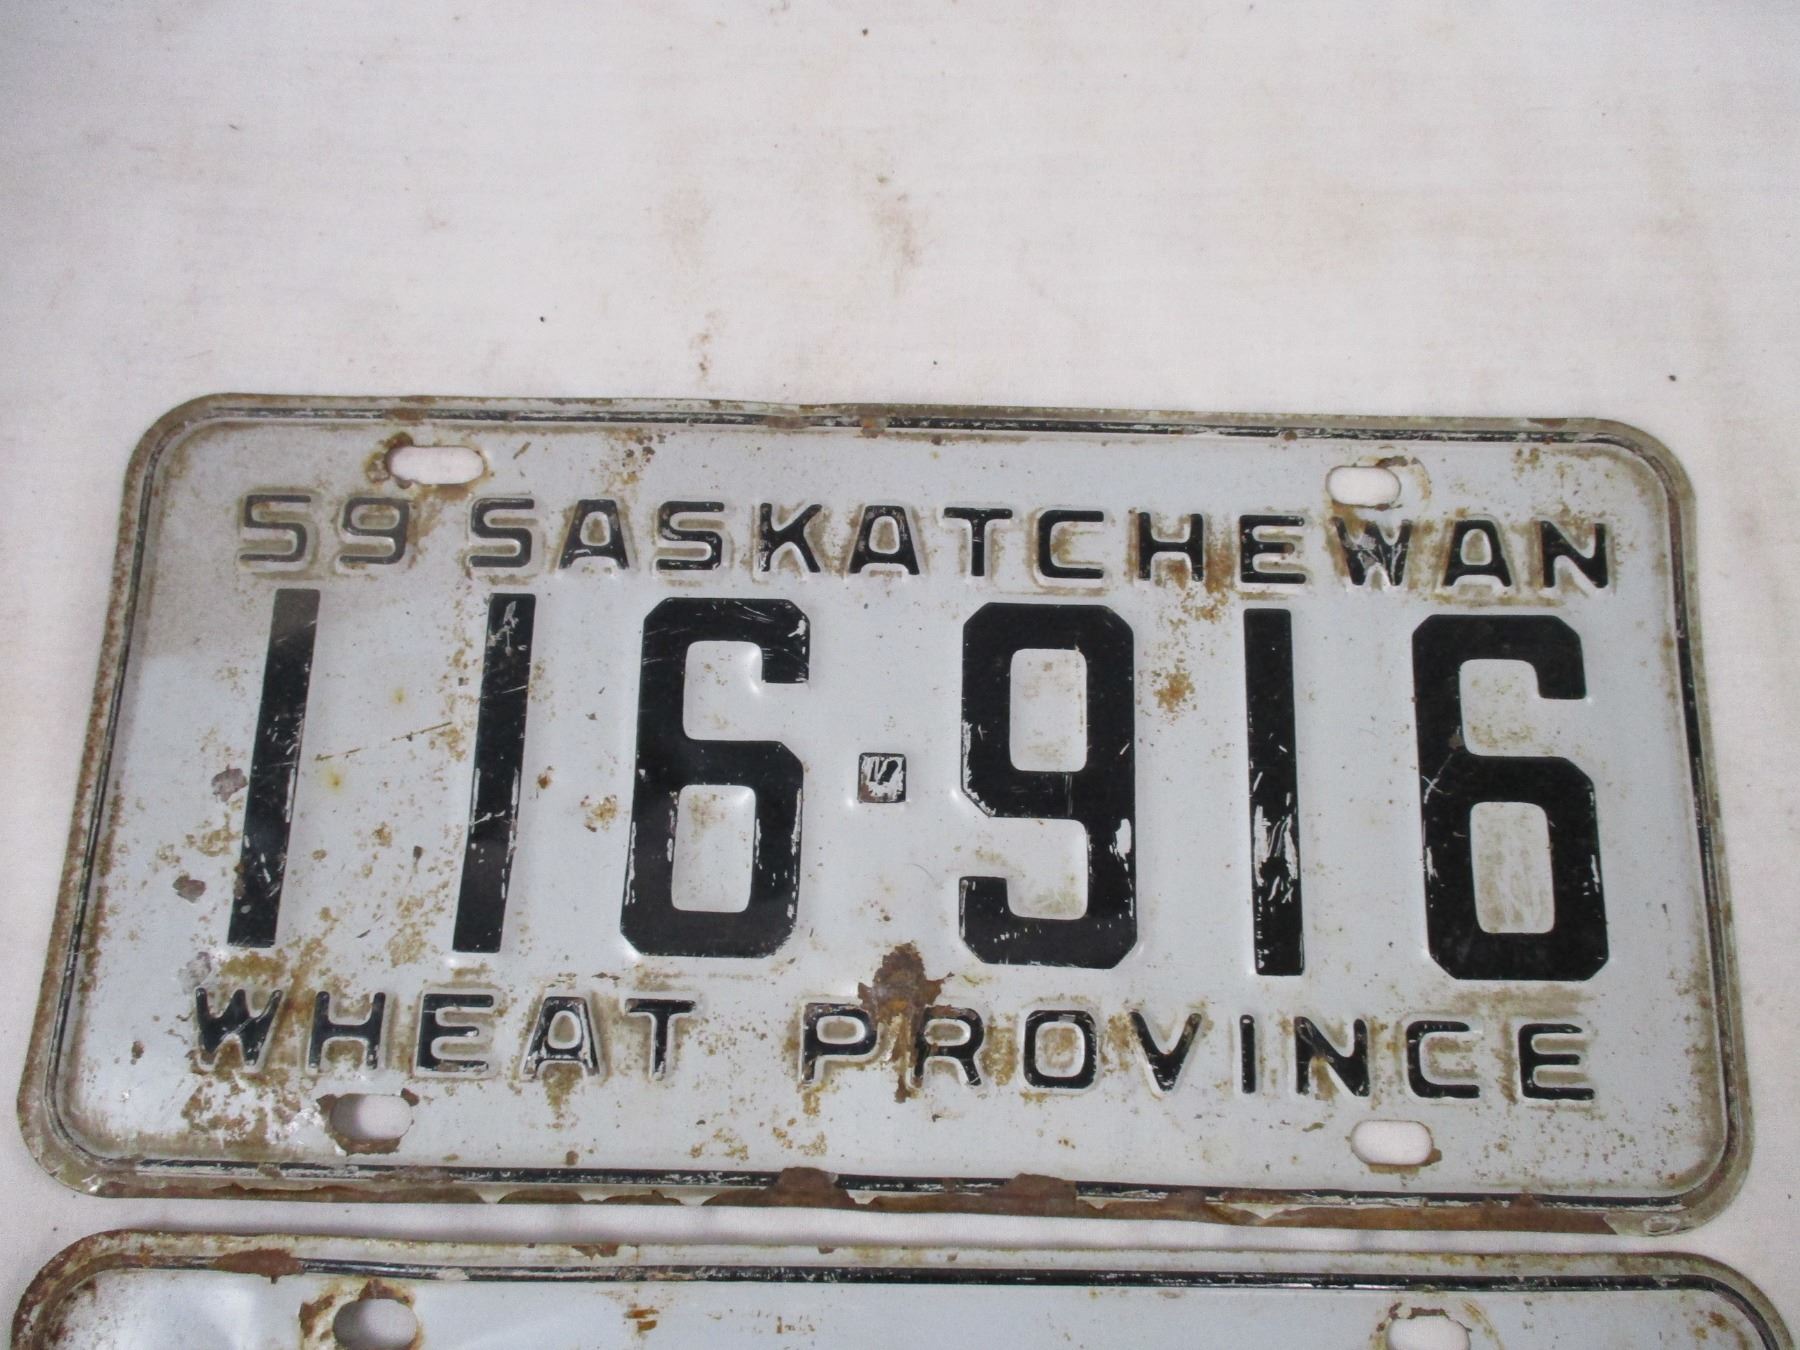 59 SASKATCHEWAN
116-916
WHEAT PROVINCE